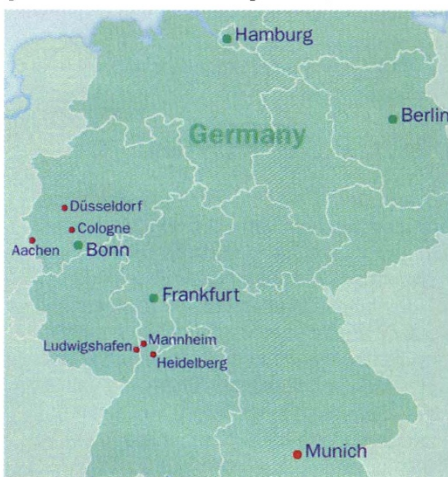 Hamburg
Berlin
Germany
Düsseldorf
Cologne
Aachen
Bonn
Frankfurt
Ludwigshafen
Mannheim
Heidelberg
Munich